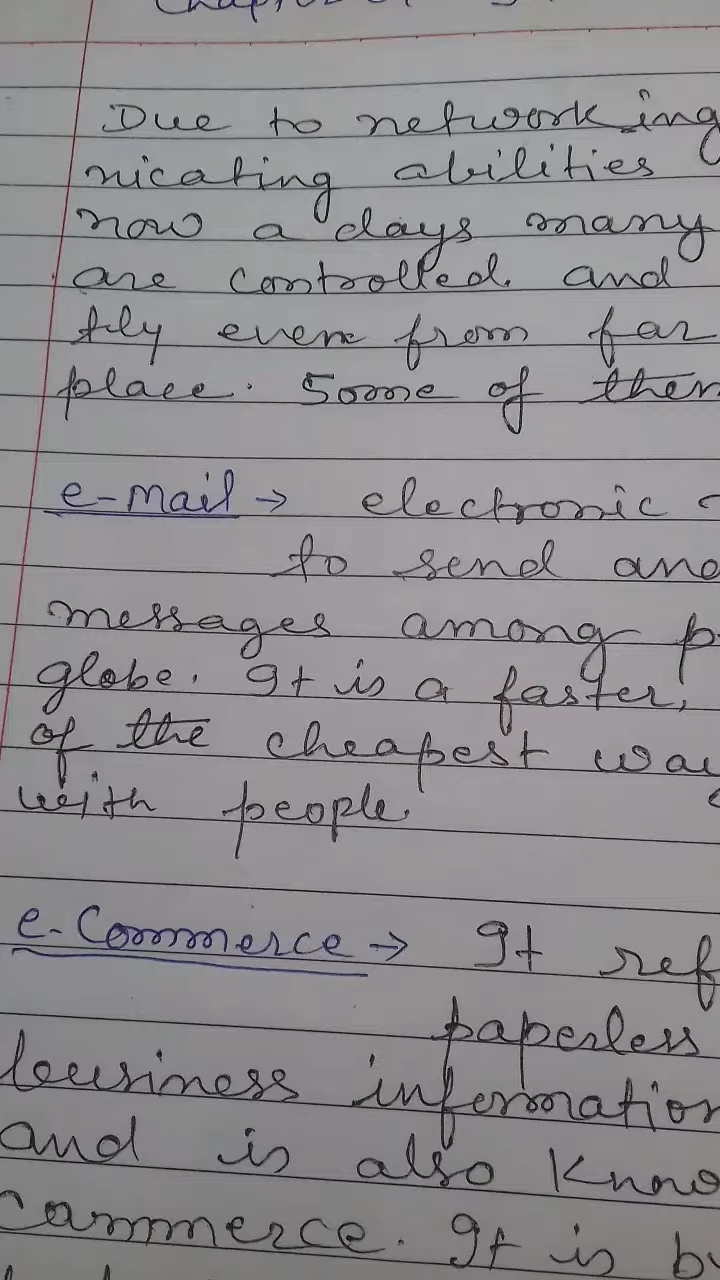 Due to networking
nicating abilities
now a days many
are controlled and
tly even from far
place. Some of them
e-mail → electronic
to send and
messages among p
globe. It is a faster,
of the cheapest way
with people.
e-Commerce → It ref
paperless
business information
and is also know
Commerce. It is by